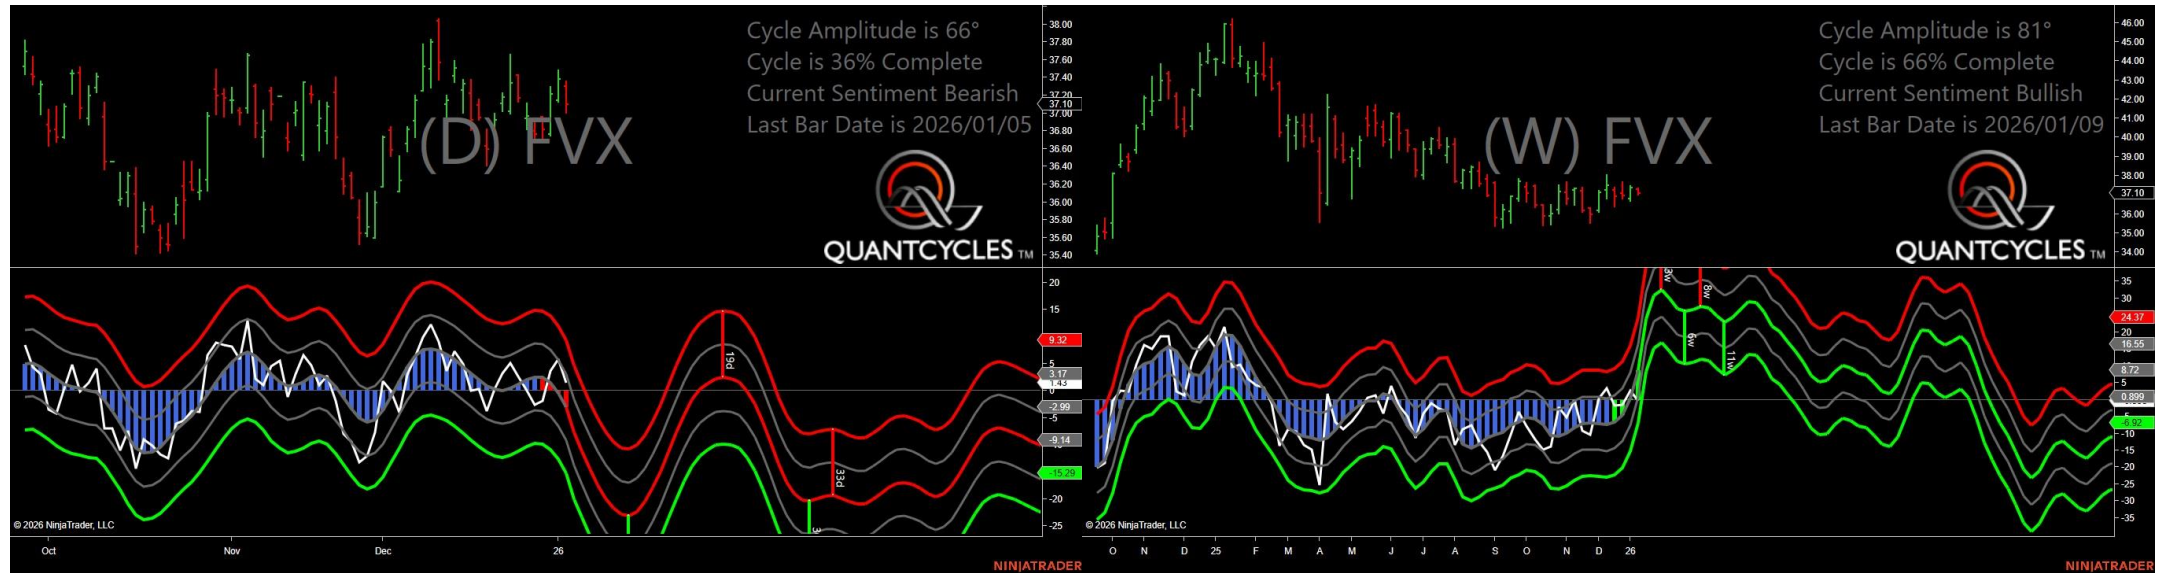 Cycle Amplitude is 66°
Cycle is 36% Complete
Current Sentiment Bearish
Last Bar Date is 2026/01/05
(D) FVX
QUANTCYCLES TM
38.00
37.80
37.60
37.40
37.20
37.10
37.00
36.80
36.60
36.40
36.20
36.00
35.80
35.60
35.40
20
15
9.32
5
3.17
1.43
0
-2.99
-5
-9.14
-15.29
-20
-25
19d
33d
3
© 2026 NinjaTrader, LLC
Oct Nov Dec 26
NINJATRADER
Cycle Amplitude is 81°
Cycle is 66% Complete
Current Sentiment Bullish
Last Bar Date is 2026/01/09
(W) FVX
QUANTCYCLES TM
46.00
45.00
44.00
43.00
42.00
41.00
40.00
39.00
38.00
37.10
36.00
35.00
34.00
35
30
24.37
20
16.55
8.72
5
0.899
-5
-6.92
-10
-15
-20
-25
-30
-35
3w
8w
6w
11w
© 2026 NinjaTrader, LLC
O N D 25 F M A M J J A S O N D 26
NINJATRADER